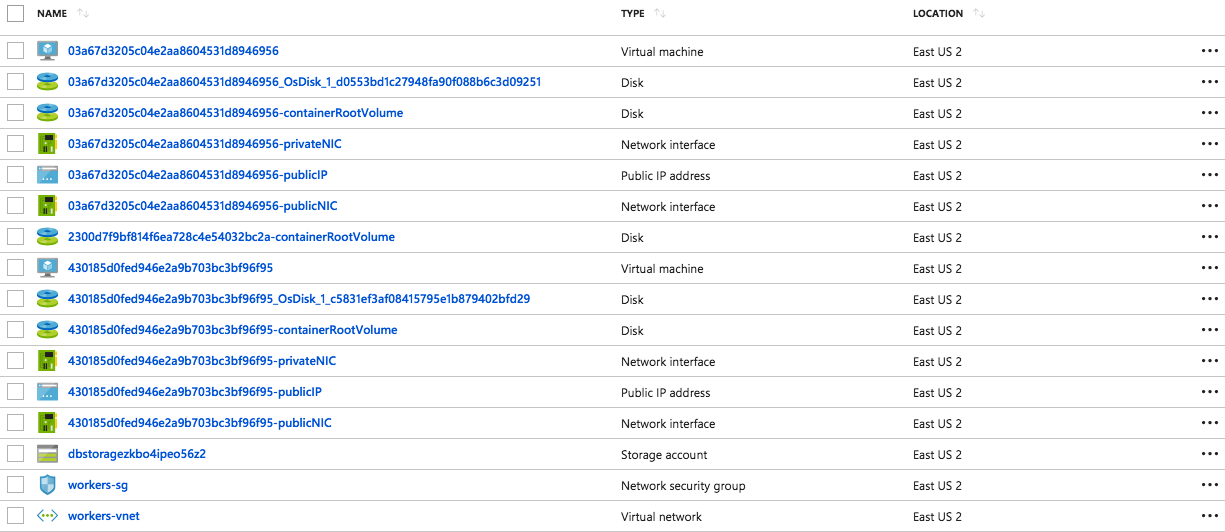 NAME TYPE LOCATION
03a67d3205c04e2aa8604531d8946956 Virtual machine East US 2
03a67d3205c04e2aa8604531d8946956_OsDisk_1_d0553bd1c27948fa90f088b6c3d09251 Disk East US 2
03a67d3205c04e2aa8604531d8946956-containerRootVolume Disk East US 2
03a67d3205c04e2aa8604531d8946956-privateNIC Network interface East US 2
03a67d3205c04e2aa8604531d8946956-publicIP Public IP address East US 2
03a67d3205c04e2aa8604531d8946956-publicNIC Network interface East US 2
2300d7f9bf814f6ea728c4e54032bc2a-containerRootVolume Disk East US 2
430185d0fed946e2a9b703bc3bf96f95 Virtual machine East US 2
430185d0fed946e2a9b703bc3bf96f95_OsDisk_1_c5831ef3af08415795e1b879402bfd29 Disk East US 2
430185d0fed946e2a9b703bc3bf96f95-containerRootVolume Disk East US 2
430185d0fed946e2a9b703bc3bf96f95-privateNIC Network interface East US 2
430185d0fed946e2a9b703bc3bf96f95-publicIP Public IP address East US 2
430185d0fed946e2a9b703bc3bf96f95-publicNIC Network interface East US 2
dbstoragezkbo4ipeo56z2 Storage account East US 2
workers-sg Network security group East US 2
workers-vnet Virtual network East US 2